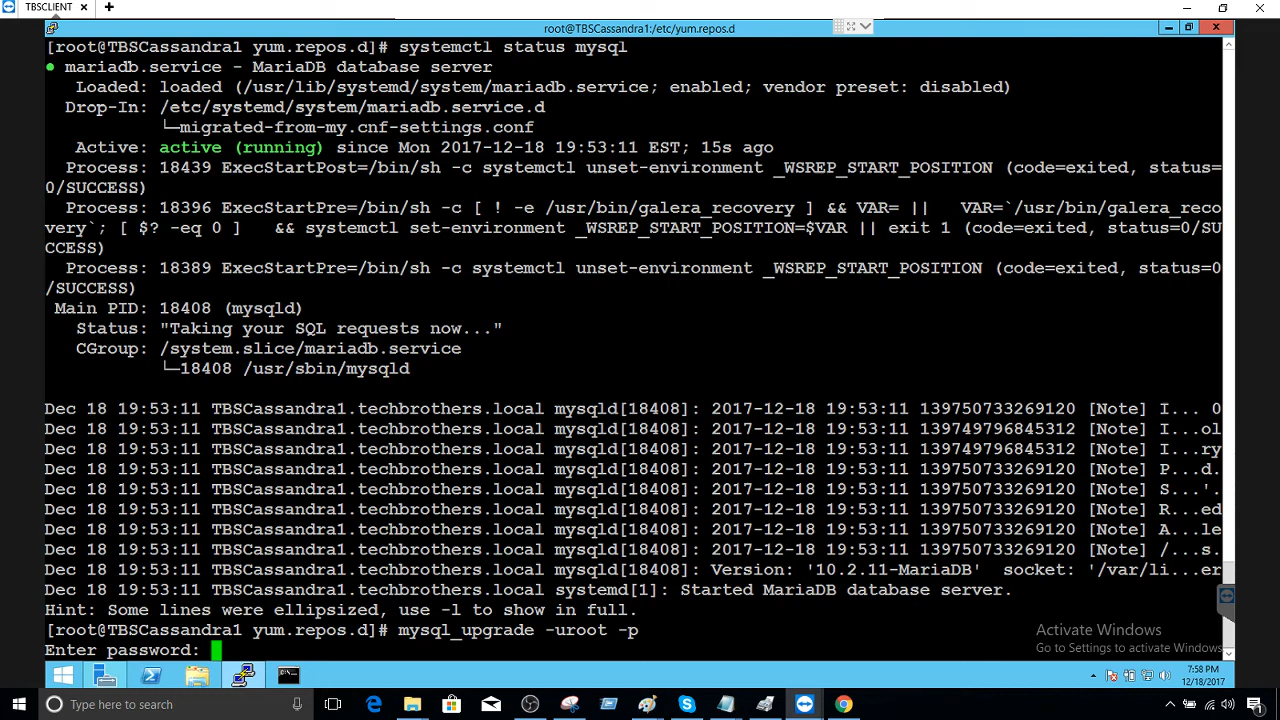 TBSCLIENT
root@TBSCassandra1:/etc/yum.repos.d
[root@TBSCassandra1 yum.repos.d]# systemctl status mysql
● mariadb.service - MariaDB database server
Loaded: loaded (/usr/lib/systemd/system/mariadb.service; enabled; vendor preset: disabled)
Drop-In: /etc/systemd/system/mariadb.service.d
└─migrated-from-my.cnf-settings.conf
Active: active (running) since Mon 2017-12-18 19:53:11 EST; 15s ago
Process: 18439 ExecStartPost=/bin/sh -c systemctl unset-environment _WSREP_START_POSITION (code=exited, status=
0/SUCCESS)
Process: 18396 ExecStartPre=/bin/sh -c [ ! -e /usr/bin/galera_recovery ] && VAR= ||   VAR=`/usr/bin/galera_reco
very`; [ $? -eq 0 ]   && systemctl set-environment _WSREP_START_POSITION=$VAR || exit 1 (code=exited, status=0/SU
CCESS)
Process: 18389 ExecStartPre=/bin/sh -c systemctl unset-environment _WSREP_START_POSITION (code=exited, status=0
/SUCCESS)
Main PID: 18408 (mysqld)
Status: "Taking your SQL requests now..."
CGroup: /system.slice/mariadb.service
└─18408 /usr/sbin/mysqld
Dec 18 19:53:11 TBSCassandra1.techbrothers.local mysqld[18408]: 2017-12-18 19:53:11 139750733269120 [Note] I... 0
Dec 18 19:53:11 TBSCassandra1.techbrothers.local mysqld[18408]: 2017-12-18 19:53:11 139749796845312 [Note] I...ol
Dec 18 19:53:11 TBSCassandra1.techbrothers.local mysqld[18408]: 2017-12-18 19:53:11 139749796845312 [Note] I...ry
Dec 18 19:53:11 TBSCassandra1.techbrothers.local mysqld[18408]: 2017-12-18 19:53:11 139750733269120 [Note] P...d.
Dec 18 19:53:11 TBSCassandra1.techbrothers.local mysqld[18408]: 2017-12-18 19:53:11 139750733269120 [Note] S...'.
Dec 18 19:53:11 TBSCassandra1.techbrothers.local mysqld[18408]: 2017-12-18 19:53:11 139750733269120 [Note] R...ed
Dec 18 19:53:11 TBSCassandra1.techbrothers.local mysqld[18408]: 2017-12-18 19:53:11 139750733269120 [Note] A...le
Dec 18 19:53:11 TBSCassandra1.techbrothers.local mysqld[18408]: 2017-12-18 19:53:11 139750733269120 [Note] /...s.
Dec 18 19:53:11 TBSCassandra1.techbrothers.local mysqld[18408]: Version: '10.2.11-MariaDB'  socket: '/var/li...er
Dec 18 19:53:11 TBSCassandra1.techbrothers.local systemd[1]: Started MariaDB database server.
Hint: Some lines were ellipsized, use -l to show in full.
[root@TBSCassandra1 yum.repos.d]# mysql_upgrade -uroot -p
Enter password:
Activate Windows
Go to Settings to activate Windows.
7:58 PM
12/18/2017
Type here to search